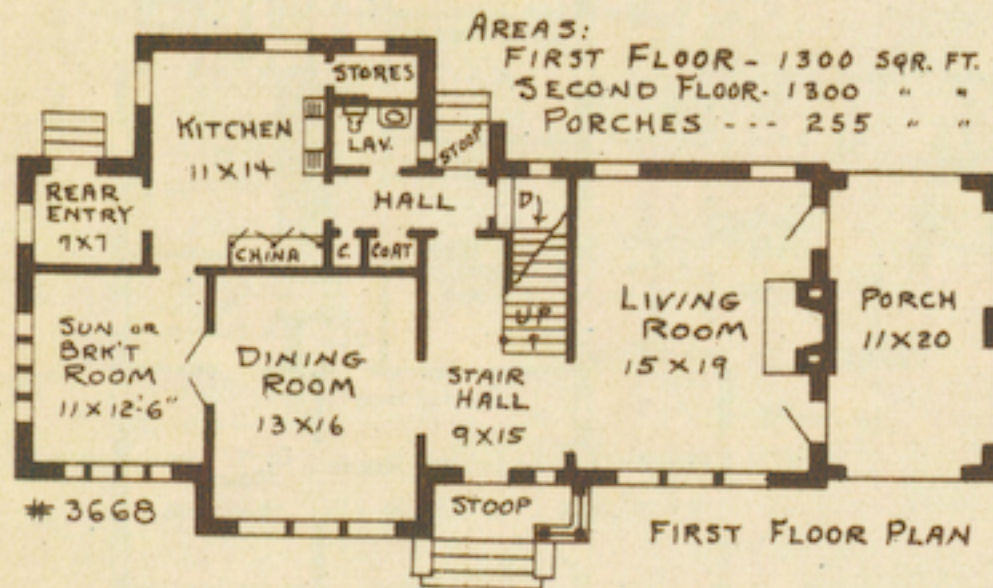 AREAS:
FIRST FLOOR - 1300 SQR. FT.
SECOND FLOOR - 1300 " "
PORCHES --- 255 " "
STORES
KITCHEN
11 X 14
LAV.
STOOP
REAR
ENTRY
7 X 7
HALL
D
CHINA
C.
COAT
UP
SUN OR
BRK'T
ROOM
11 X 12'-6"
DINING
ROOM
13 X 16
STAIR
HALL
9 X 15
LIVING
ROOM
15 X 19
PORCH
11 X 20
# 3668
STOOP
FIRST FLOOR PLAN